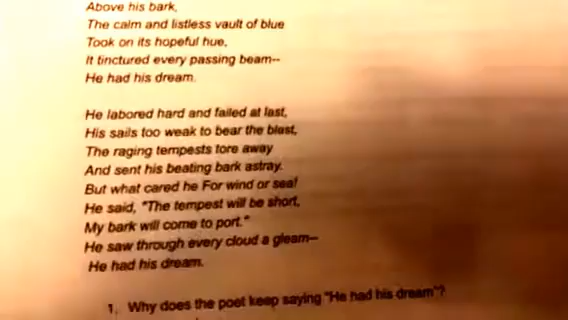 Above his bark,
The calm and listless vault of blue
Took on its hopeful hue,
It tinctured every passing beam--
He had his dream.
He labored hard and failed at last,
His sails too weak to bear the blast,
The raging tempests tore away
And sent his beating bark astray.
But what cared he For wind or sea!
He said, "The tempest will be short,
My bark will come to port."
He saw through every cloud a gleam--
He had his dream.
1. Why does the poet keep saying "He had his dream"?